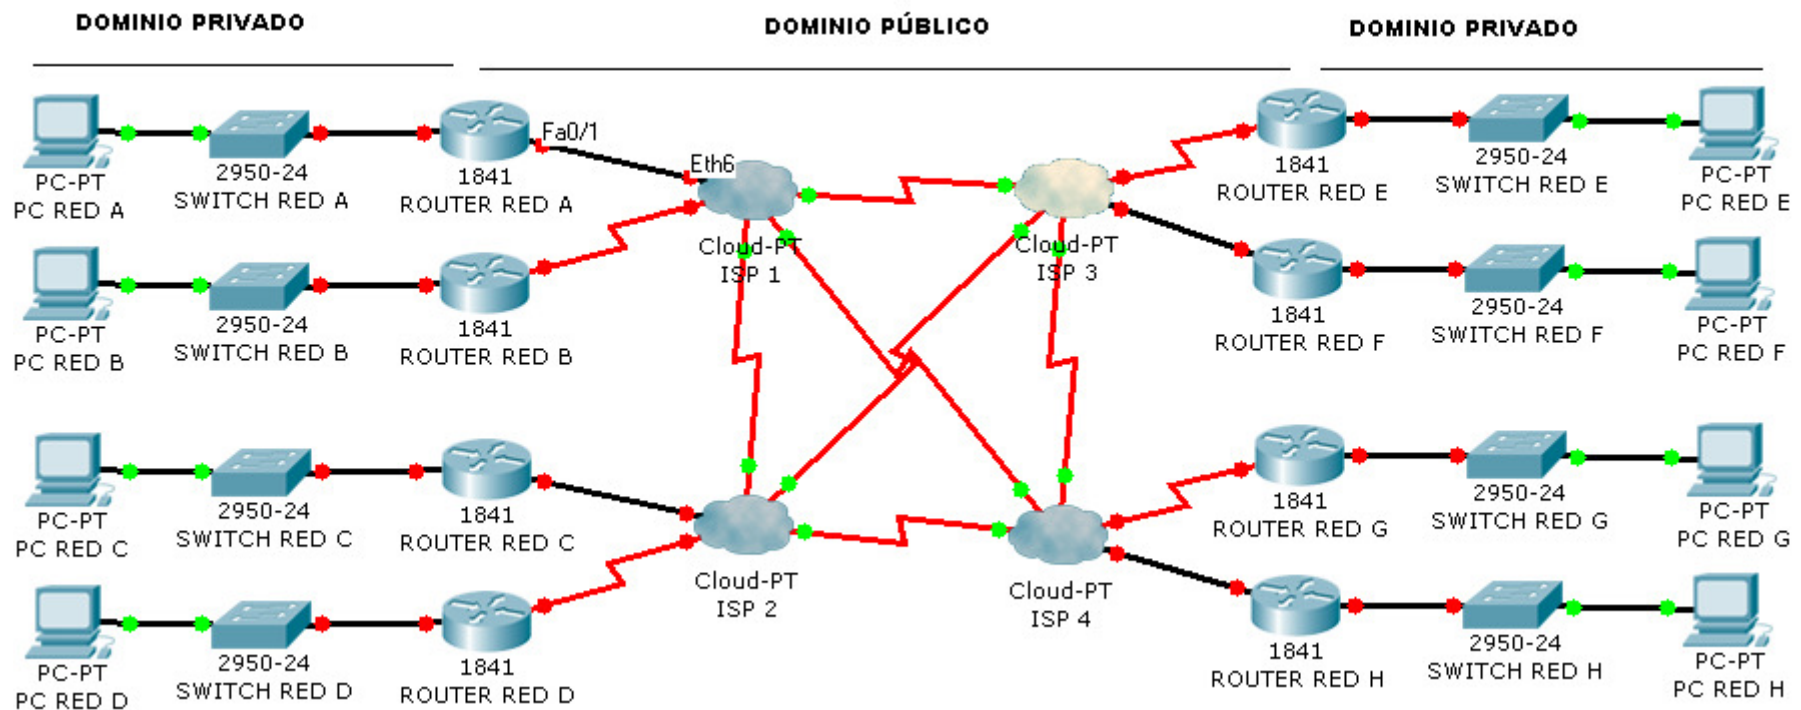 DOMINIO PRIVADO
DOMINIO PÚBLICO
DOMINIO PRIVADO
PC-PT
PC RED A
2950-24
SWITCH RED A
1841
ROUTER RED A
Fa0/1
Eth6
Cloud-PT
ISP 1
Cloud-PT
ISP 3
1841
ROUTER RED E
2950-24
SWITCH RED E
PC-PT
PC RED E
PC-PT
PC RED B
2950-24
SWITCH RED B
1841
ROUTER RED B
1841
ROUTER RED F
2950-24
SWITCH RED F
PC-PT
PC RED F
PC-PT
PC RED C
2950-24
SWITCH RED C
1841
ROUTER RED C
Cloud-PT
ISP 2
Cloud-PT
ISP 4
1841
ROUTER RED G
2950-24
SWITCH RED G
PC-PT
PC RED G
PC-PT
PC RED D
2950-24
SWITCH RED D
1841
ROUTER RED D
1841
ROUTER RED H
2950-24
SWITCH RED H
PC-PT
PC RED H